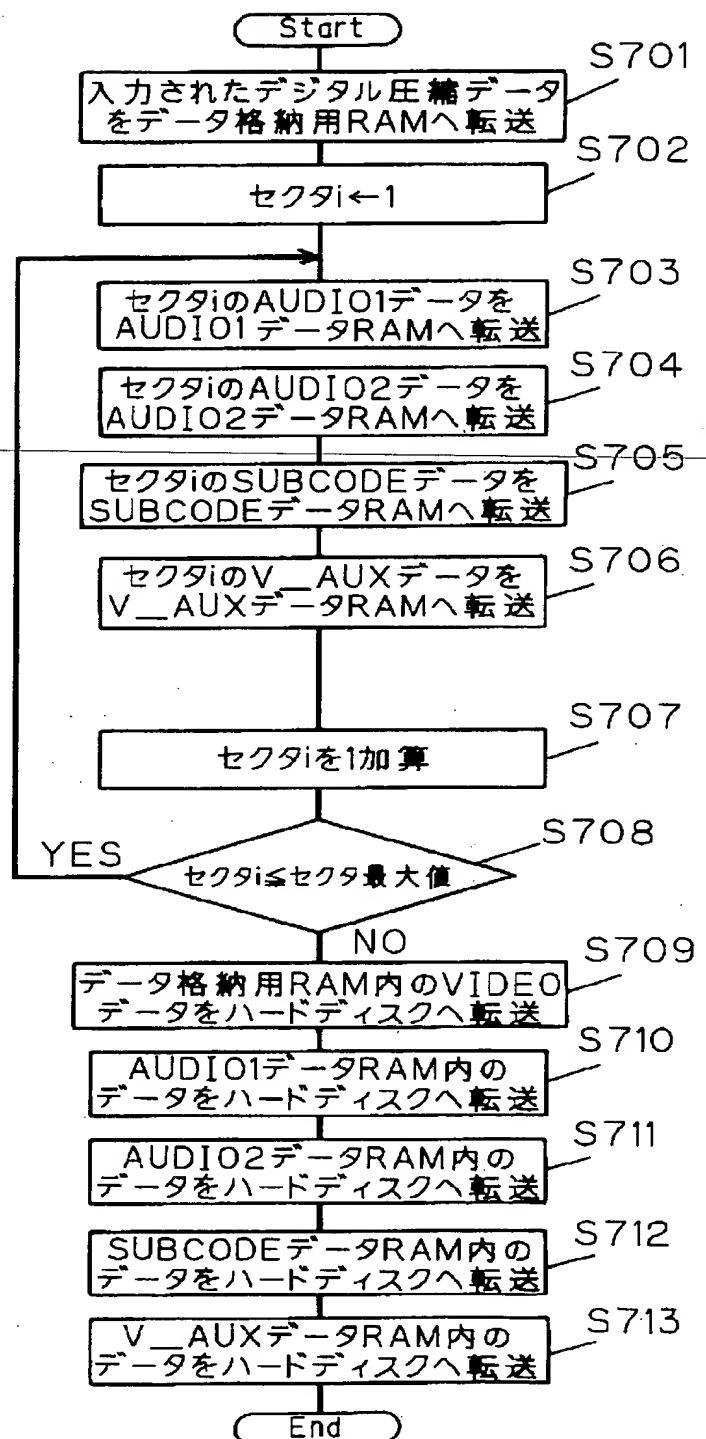 Start
S701
入力されたデジタル圧縮データ
をデータ格納用RAMへ転送
S702
セクタi←1
S703
セクタiのAUDIO1データを
AUDIO1データRAMへ転送
S704
セクタiのAUDIO2データを
AUDIO2データRAMへ転送
S705
セクタiのSUBCODEデータを
SUBCODEデータRAMへ転送
S706
セクタiのV__AUXデータを
V__AUXデータRAMへ転送
S707
セクタiを1加算
S708
YES
セクタi≦セクタ最大値
NO
S709
データ格納用RAM内のVIDEO
データをハードディスクへ転送
S710
AUDIO1データRAM内の
データをハードディスクへ転送
S711
AUDIO2データRAM内の
データをハードディスクへ転送
S712
SUBCODEデータRAM内の
データをハードディスクへ転送
S713
V__AUXデータRAM内の
データをハードディスクへ転送
End